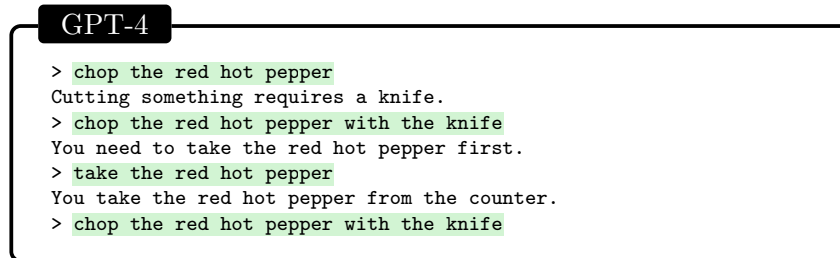 GPT-4
> chop the red hot pepper
Cutting something requires a knife.
> chop the red hot pepper with the knife
You need to take the red hot pepper first.
> take the red hot pepper
You take the red hot pepper from the counter.
> chop the red hot pepper with the knife